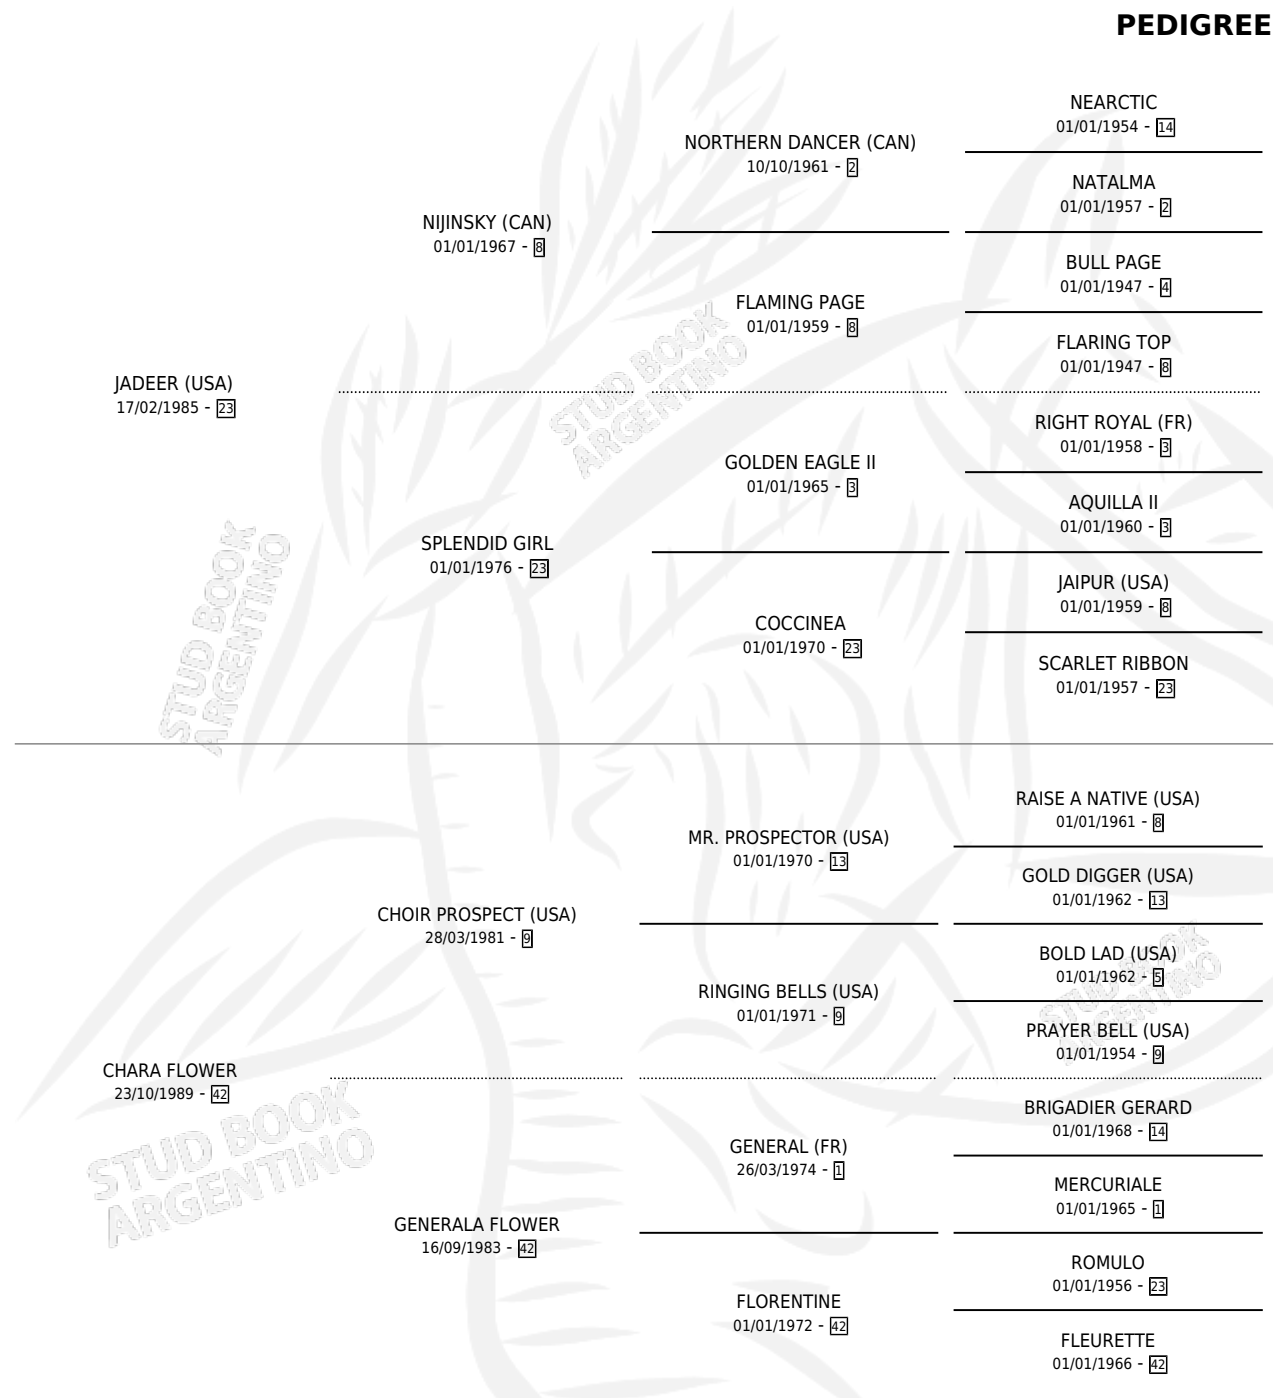 PEDIGREE
NEARCTIC
01/01/1954 - 14
NORTHERN DANCER (CAN)
10/10/1961 - 2
NATALMA
01/01/1957 - 2
NIJINSKY (CAN)
01/01/1967 - 8
BULL PAGE
01/01/1947 - 4
FLAMING PAGE
01/01/1959 - 8
FLARING TOP
01/01/1947 - 8
JADEER (USA)
17/02/1985 - 23
RIGHT ROYAL (FR)
01/01/1958 - 3
GOLDEN EAGLE II
01/01/1965 - 3
AQUILLA II
01/01/1960 - 3
SPLENDID GIRL
01/01/1976 - 23
JAIPUR (USA)
01/01/1959 - 8
COCCINEA
01/01/1970 - 23
SCARLET RIBBON
01/01/1957 - 23
RAISE A NATIVE (USA)
01/01/1961 - 8
MR. PROSPECTOR (USA)
01/01/1970 - 13
GOLD DIGGER (USA)
01/01/1962 - 13
CHOIR PROSPECT (USA)
28/03/1981 - 9
BOLD LAD (USA)
01/01/1962 - 5
RINGING BELLS (USA)
01/01/1971 - 9
PRAYER BELL (USA)
01/01/1954 - 9
CHARA FLOWER
23/10/1989 - 42
BRIGADIER GERARD
01/01/1968 - 14
GENERAL (FR)
26/03/1974 - 1
MERCURIALE
01/01/1965 - 1
GENERALA FLOWER
16/09/1983 - 42
ROMULO
01/01/1956 - 23
FLORENTINE
01/01/1972 - 42
FLEURETTE
01/01/1966 - 42
STUD BOOK
ARGENTINO
STUD BOOK
ARGENTINO
STUD BOOK
ARGENTINO
STUD BOOK
ARGENTINO